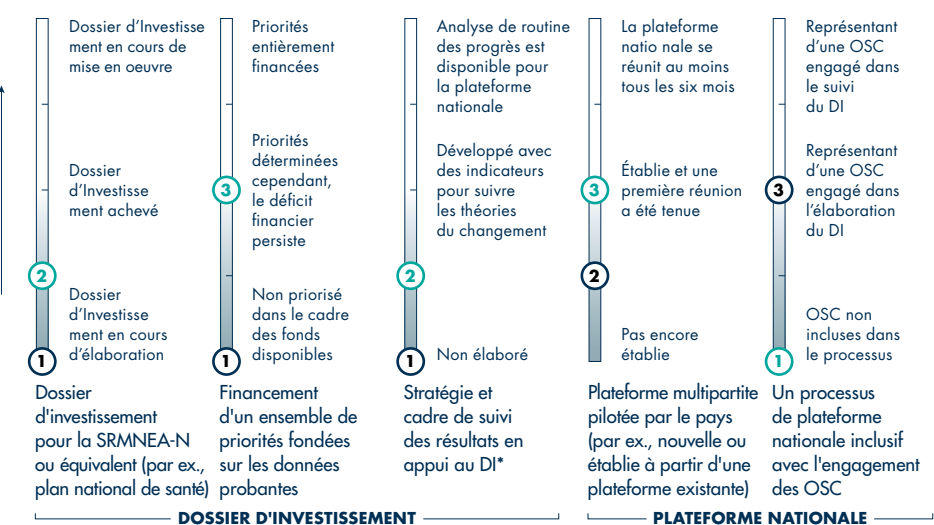 Dossier d'Investisse
ment en cours de
mise en oeuvre
Dossier
d'Investisse
ment achevé
2
Dossier
d'Investisse
ment en cours
d'élaboration
1
Dossier
d'investissement
pour la SRMNEA-N
ou équivalent (par ex.,
plan national de santé)
Priorités
entièrement
financées
Priorités
déterminées
cependant,
le déficit
financier
persiste
3
Non priorisé
dans le cadre
des fonds
disponibles
1
Financement
d'un ensemble de
priorités fondées
sur les données
probantes
Analyse de routine
des progrès est
disponible pour
la plateforme
nationale
Développé avec
des indicateurs
pour suivre
les théories
du changement
2
1
Non élaboré
Stratégie et
cadre de suivi
des résultats en
appui au DI*
DOSSIER D'INVESTISSEMENT
La plateforme
natio nale se
réunit au moins
tous les six mois
3
Établie et une
première réunion
a été tenue
2
Pas encore
établie
Plateforme multipartite
pilotée par le pays
(par ex., nouvelle ou
établie à partir d'une
plateforme existante)
Représentant
d'une OSC
engagé dans
le suivi
du DI
Représentant
d'une OSC
engagé dans
l'élaboration
du DI
3
OSC non
incluses dans
le processus
1
Un processus
de plateforme
nationale inclusif
avec l'engagement
des OSC
PLATEFORME NATIONALE